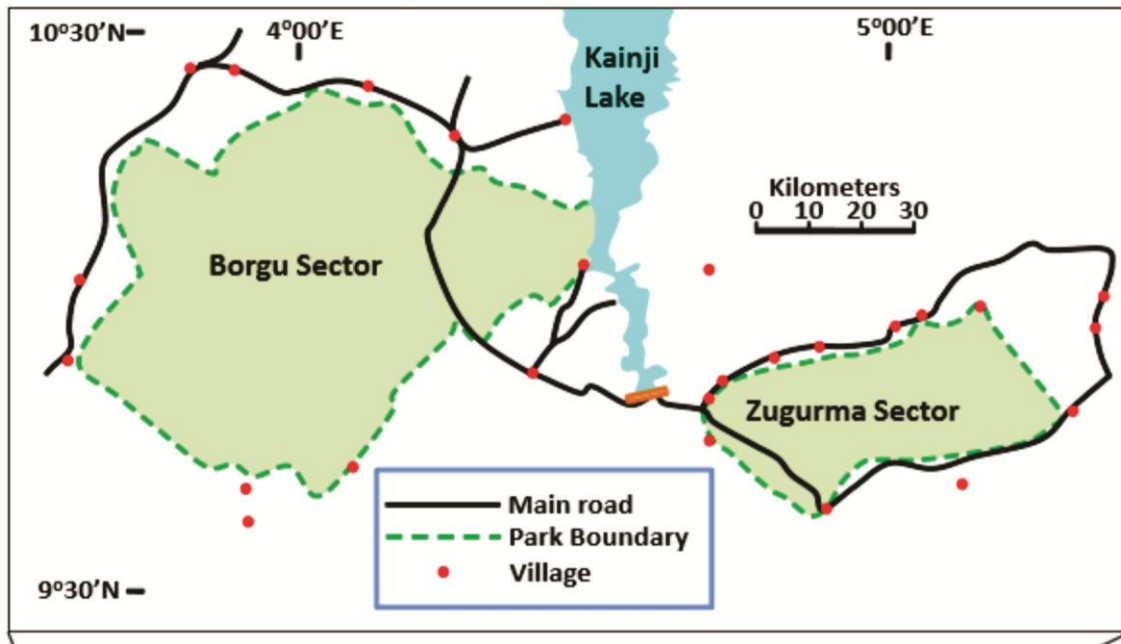 10°30'N
4°00'E
5°00'E
Kainji
Lake
Kilometers
0 10 20 30
Borgu Sector
Zugurma Sector
Main road
Park Boundary
Village
9°30'N